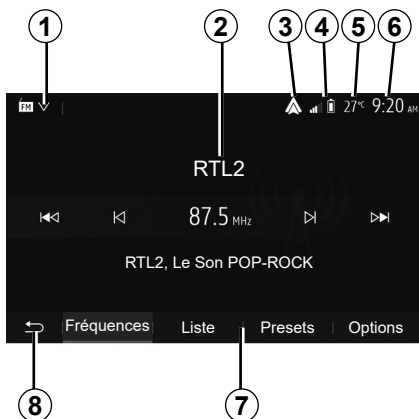 1 2 3 4 5 6
FM 27°C 9:20 AM
RTL2
87.5 MHz
RTL2, Le Son POP-ROCK
Fréquences Liste Presets Options
8 7